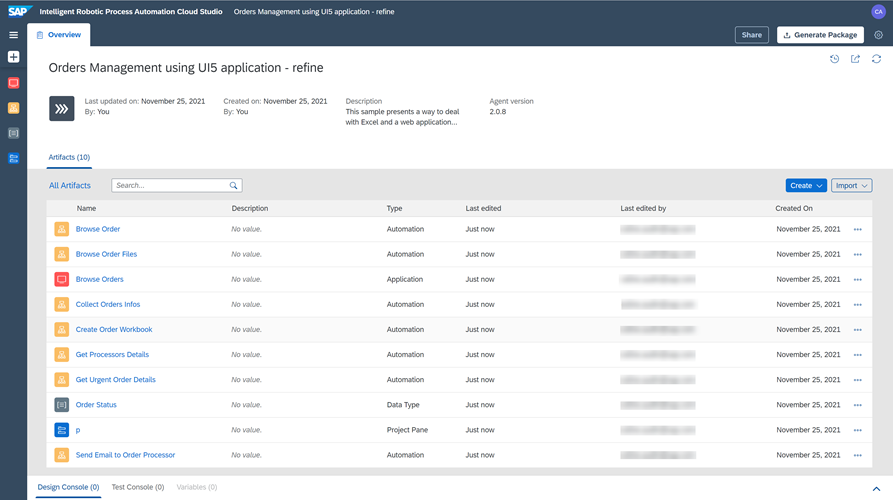 SAP Intelligent Robotic Process Automation Cloud Studio Orders Management using UI5 application - refine CA
Overview Share Generate Package
Orders Management using UI5 application - refine
Last updated on: November 25, 2021 Created on: November 25, 2021 Description Agent version
By: You By: You This sample presents a way to deal 2.0.8
with Excel and a web application...
Artifacts (10)
All Artifacts Search... Create Import
Name Description Type Last edited Last edited by Created On
Browse Order No value. Automation Just now November 25, 2021
Browse Order Files No value. Automation Just now November 25, 2021
Browse Orders No value. Application Just now November 25, 2021
Collect Orders Infos No value. Automation Just now November 25, 2021
Create Order Workbook No value. Automation Just now November 25, 2021
Get Processors Details No value. Automation Just now November 25, 2021
Get Urgent Order Details No value. Automation Just now November 25, 2021
Order Status No value. Data Type Just now November 25, 2021
p No value. Project Pane Just now November 25, 2021
Send Email to Order Processor No value. Automation Just now November 25, 2021
Design Console (0) Test Console (0) Variables (0)